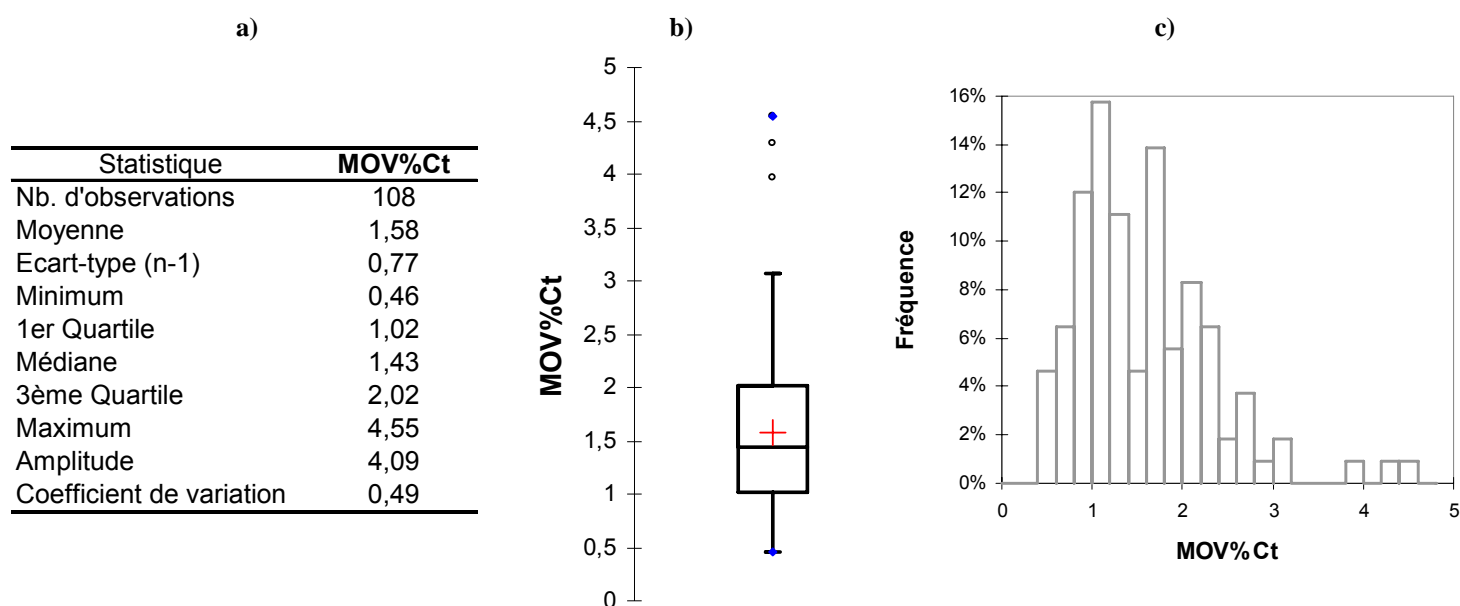 a)
Statistique MOV%Ct
Nb. d'observations 108
Moyenne 1,58
Ecart-type (n-1) 0,77
Minimum 0,46
1er Quartile 1,02
Médiane 1,43
3ème Quartile 2,02
Maximum 4,55
Amplitude 4,09
Coefficient de variation 0,49
b)
MOV%Ct
5
4,5
4
3,5
3
2,5
2
1,5
1
0,5
0
c)
Fréquence
16%
14%
12%
10%
8%
6%
4%
2%
0%
0 1 2 3 4 5
MOV%Ct